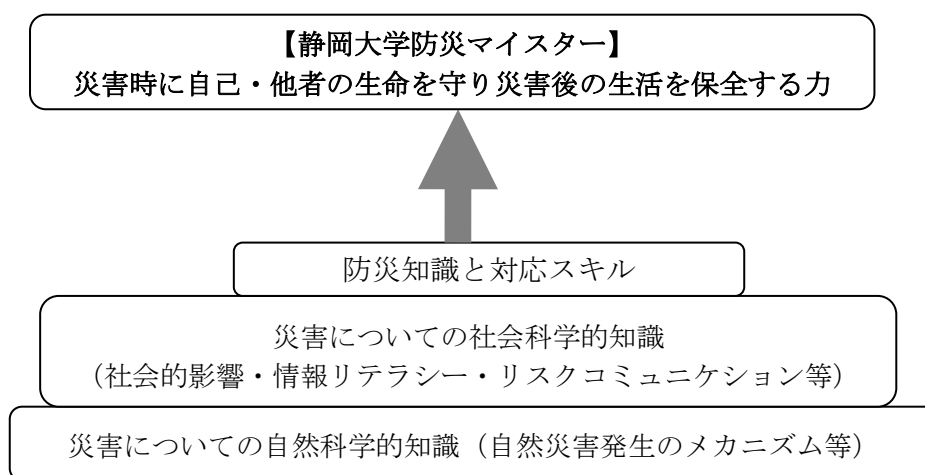 【静岡大学防災マイスター】
災害時に自己・他者の生命を守り災害後の生活を保全する力
防災知識と対応スキル
災害についての社会科学的知識
（社会的影響・情報リテラシー・リスクコミュニケション等）
災害についての自然科学的知識（自然災害発生のメカニズム等）